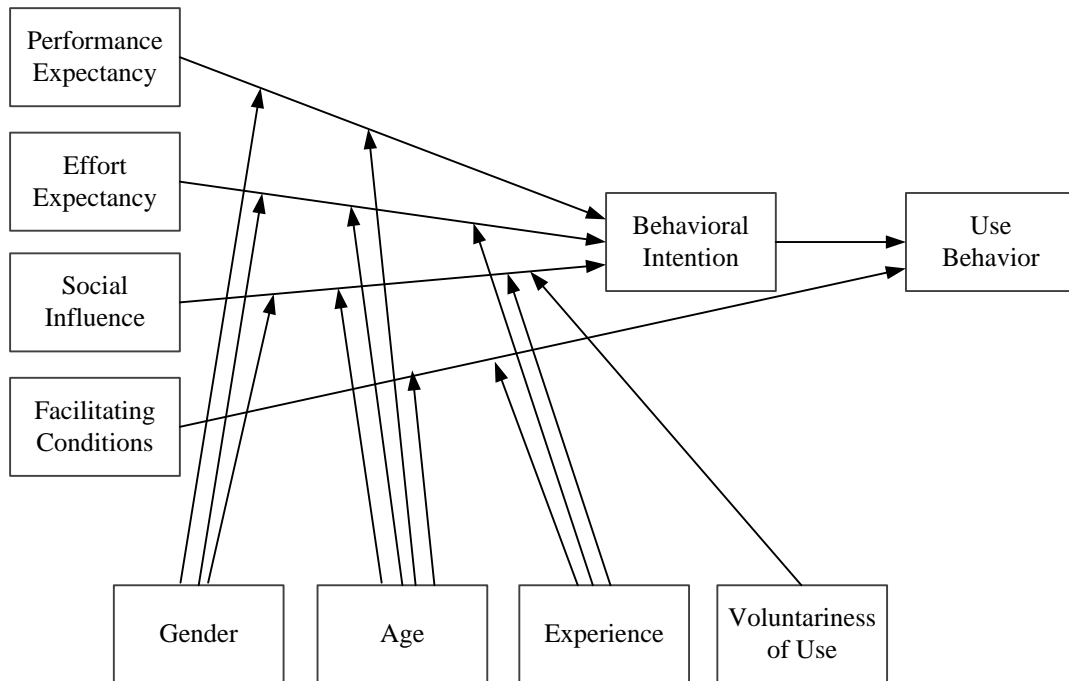 Performance
Expectancy
Effort
Expectancy
Social
Influence
Facilitating
Conditions
Behavioral
Intention
Use
Behavior
Gender
Age
Experience
Voluntariness
of Use